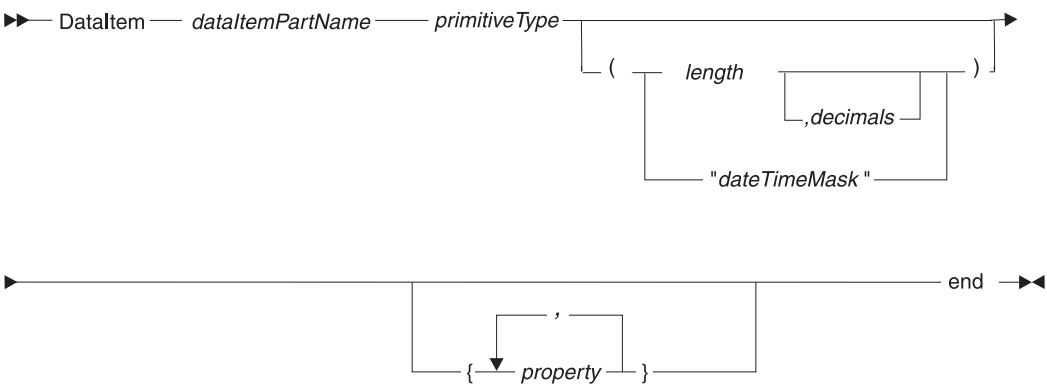 DataItem dataItemPartName primitiveType
( length )
,decimals
"dateTimeMask "
end
,
{ property }